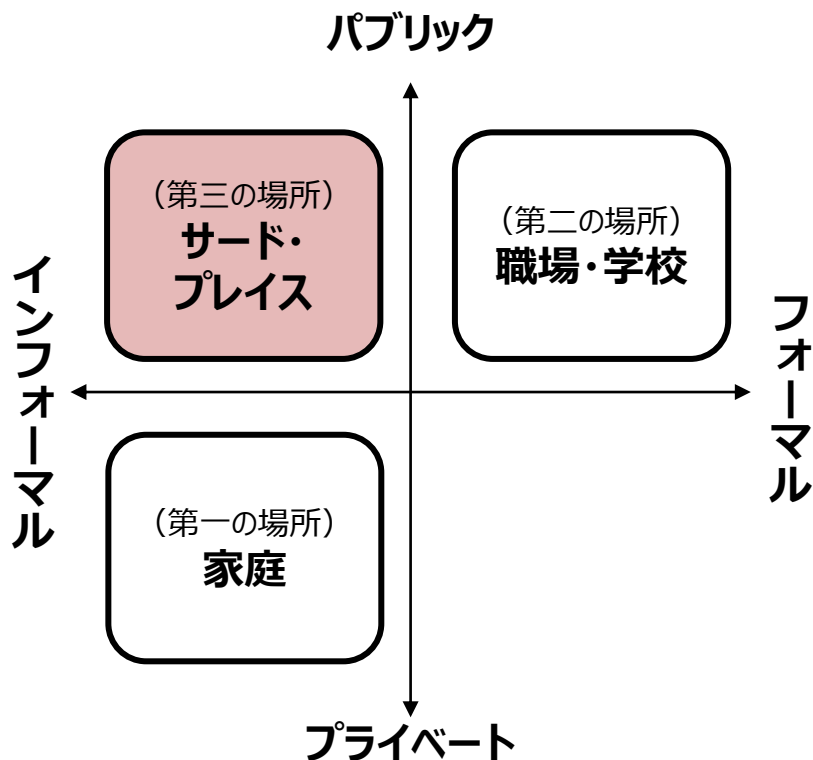 パブリック
（第三の場所）
サード・
プレイス
（第二の場所）
職場・学校
インフォーマル
フォーマル
（第一の場所）
家庭
プライベート